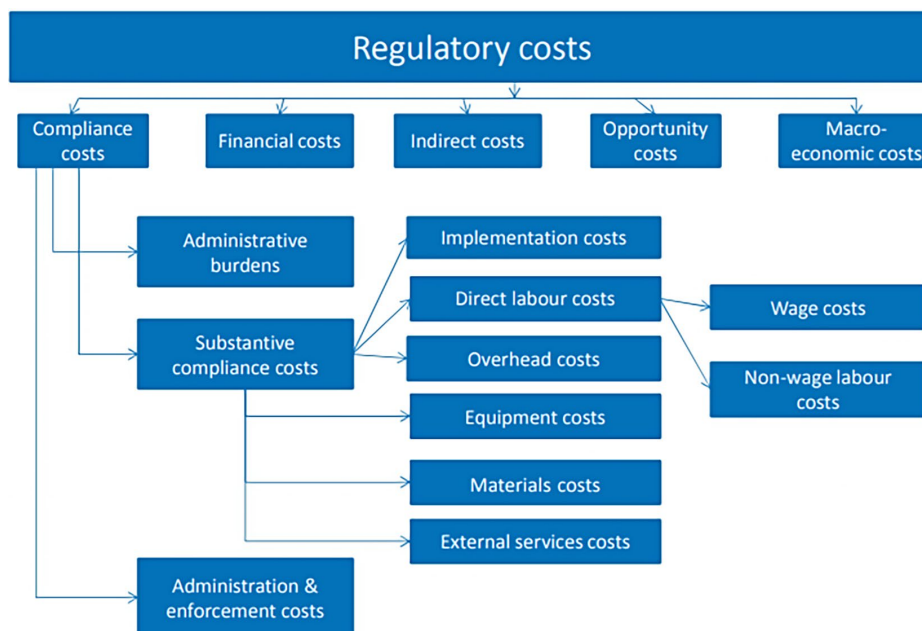 Regulatory costs
Compliance
costs
Financial costs
Indirect costs
Opportunity
costs
Macro-
economic costs
Administrative
burdens
Implementation costs
Direct labour costs
Wage costs
Substantive
compliance costs
Overhead costs
Non-wage labour
costs
Equipment costs
Materials costs
External services costs
Administration &
enforcement costs